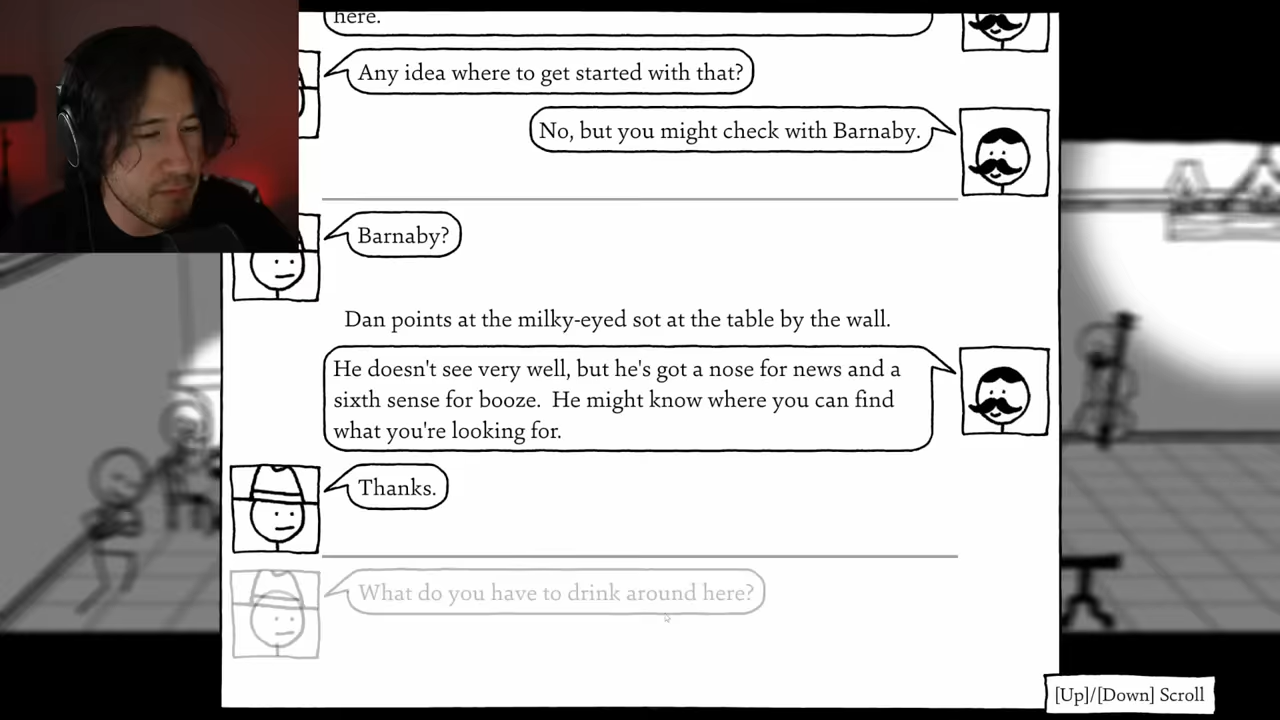 here.
Any idea where to get started with that?
No, but you might check with Barnaby.
Barnaby?
Dan points at the milky-eyed sot at the table by the wall.
He doesn't see very well, but he's got a nose for news and a
sixth sense for booze. He might know where you can find
what you're looking for.
Thanks.
What do you have to drink around here?
[Up]/[Down] Scroll